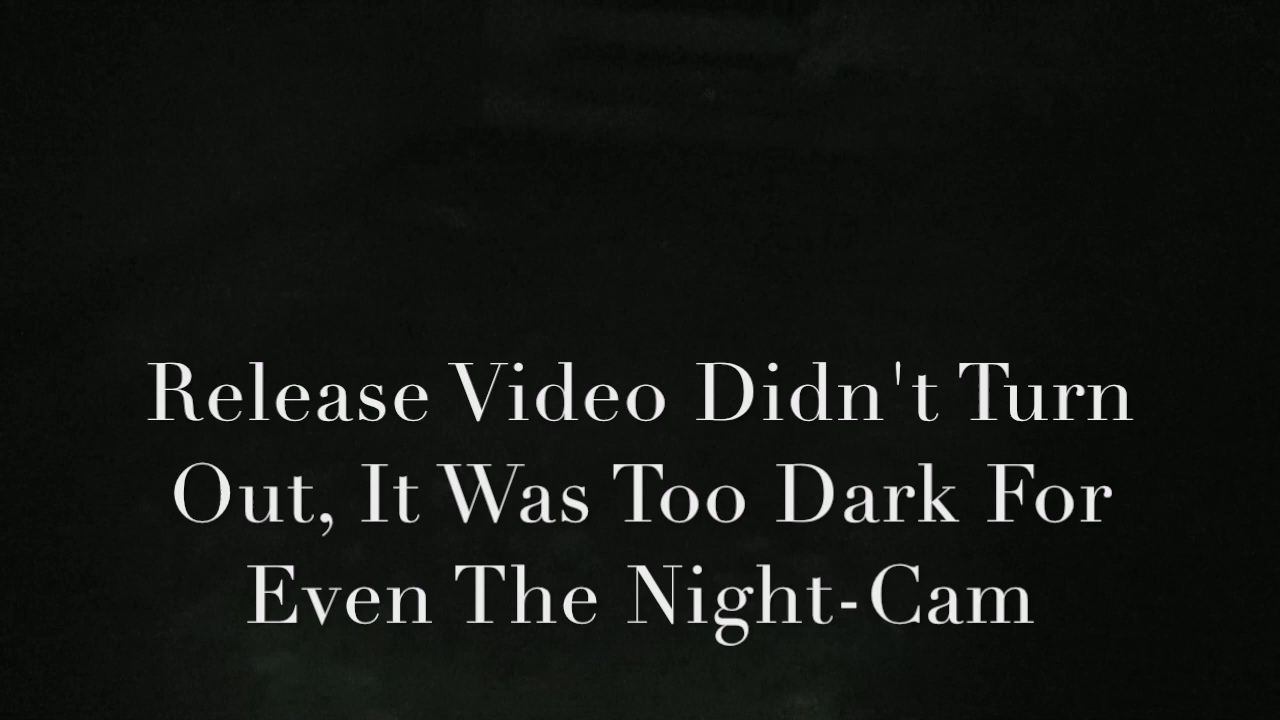 Release Video Didn't Turn
Out, It Was Too Dark For
Even The Night-Cam